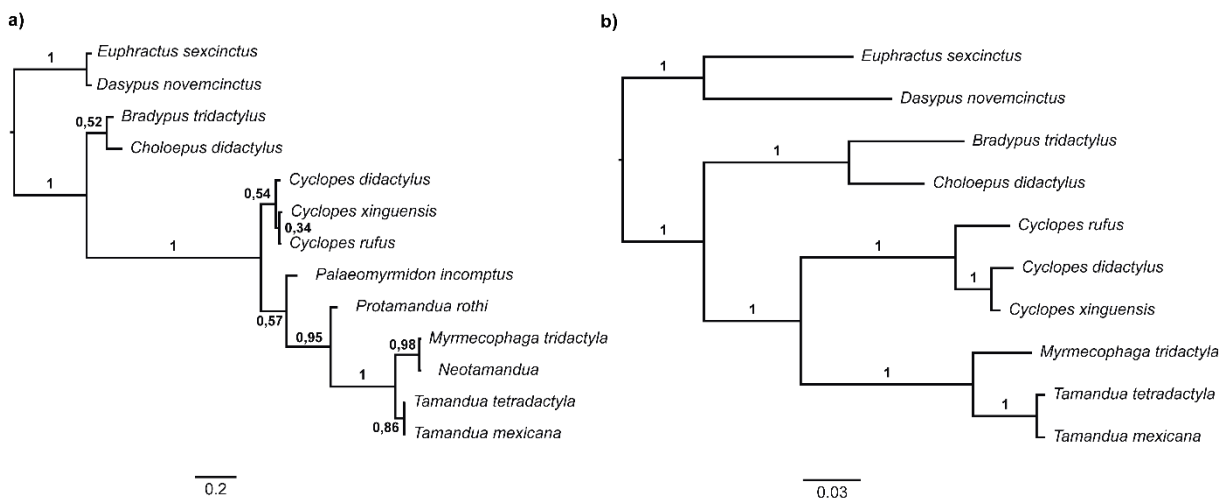 a)
1
Euphractus sexcinctus
Dasypus novemcinctus
0,52
Bradypus tridactylus
Choloepus didactylus
1
1
0,54
Cyclopes didactylus
Cyclopes xinguensis
0,34
Cyclopes rufus
Palaeomyrmidon incomptus
0,57
Protamandua rothi
0,95
Myrmecophaga tridactyla
0,98
Neotamandua
1
Tamandua tetradactyla
0,86
Tamandua mexicana
0.2
b)
Euphractus sexcinctus
1
Dasypus novemcinctus
Bradypus tridactylus
1
Choloepus didactylus
1
Cyclopes rufus
1
Cyclopes didactylus
1
Cyclopes xinguensis
1
Myrmecophaga tridactyla
1
Tamandua tetradactyla
1
Tamandua mexicana
0.03